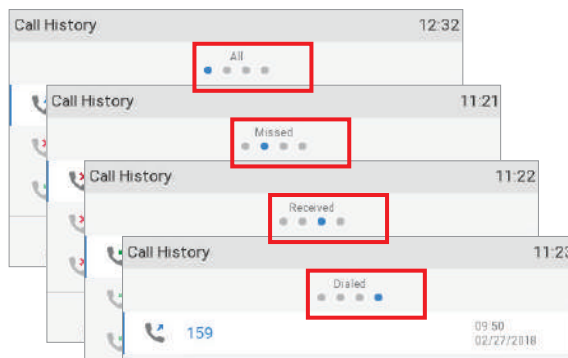 Call History 12:32
All
Call History 11:21
Missed
Call History 11:22
Received
Call History 11:23
Dialed
159 09:50
02/27/2018